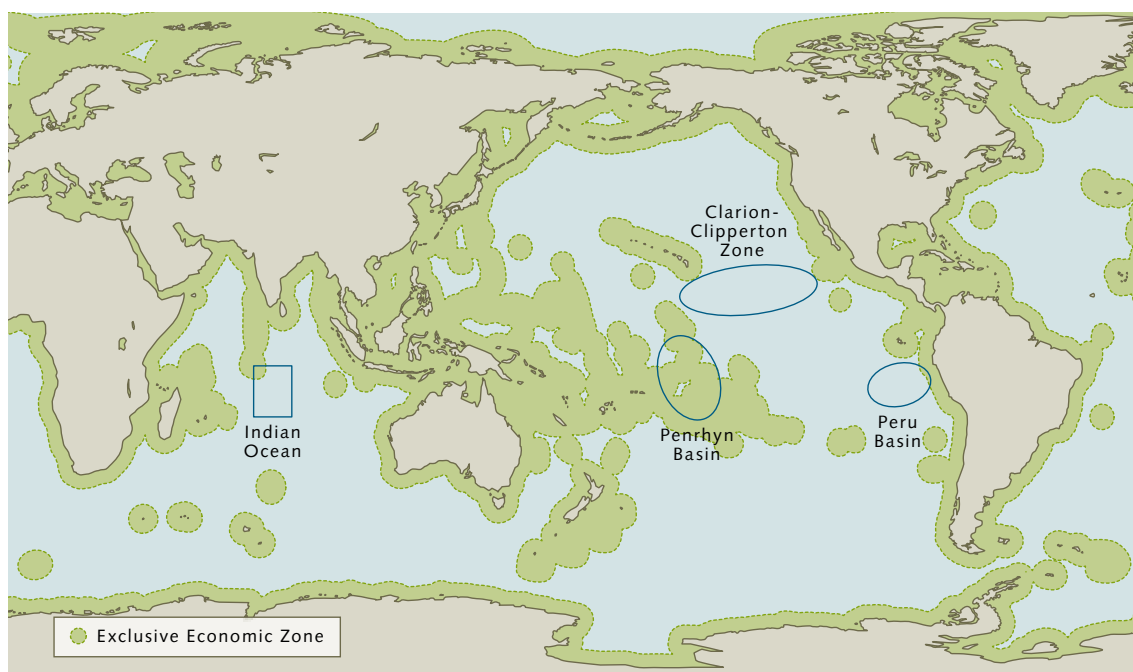 Clarion-
Clipperton
Zone
Indian
Ocean
Penrhyn
Basin
Peru
Basin
Exclusive Economic Zone